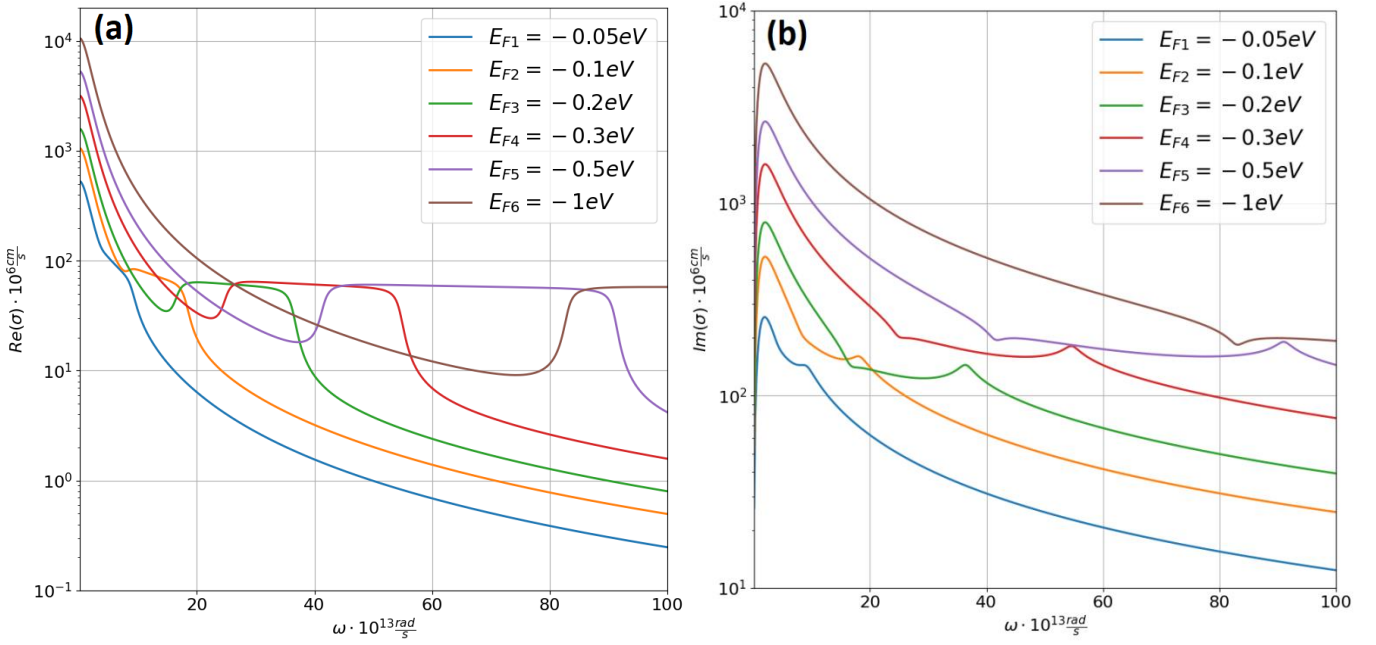 (a)
E_{F1} = −0.05eV
E_{F2} = −0.1eV
E_{F3} = −0.2eV
E_{F4} = −0.3eV
E_{F5} = −0.5eV
E_{F6} = −1eV
10^4
10^3
10^2
10^1
10^0
10^{−1}
Re(σ) · 10^6 \frac{cm}{s}
20 40 60 80 100
ω · 10^{13} \frac{rad}{s}
(b)
E_{F1} = −0.05eV
E_{F2} = −0.1eV
E_{F3} = −0.2eV
E_{F4} = −0.3eV
E_{F5} = −0.5eV
E_{F6} = −1eV
10^4
10^3
10^2
10^1
Im(σ) · 10^6 \frac{cm}{s}
20 40 60 80 100
ω · 10^{13} \frac{rad}{s}